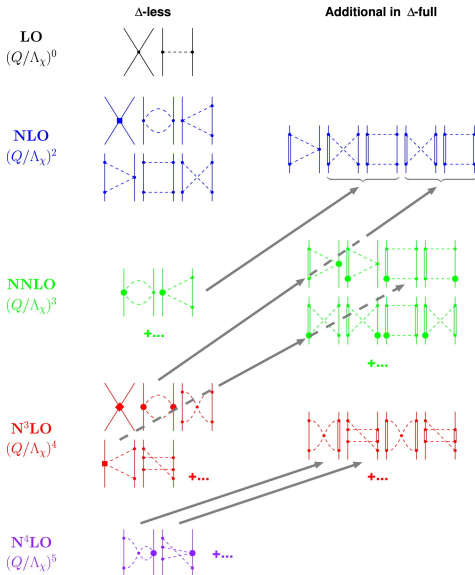 Δ-less Additional in Δ-full
LO
(Q/Λχ)⁰
NLO
(Q/Λχ)²
NNLO
(Q/Λχ)³
+...
+...
N³LO
(Q/Λχ)⁴
+...
+...
N⁴LO
(Q/Λχ)⁵
+...